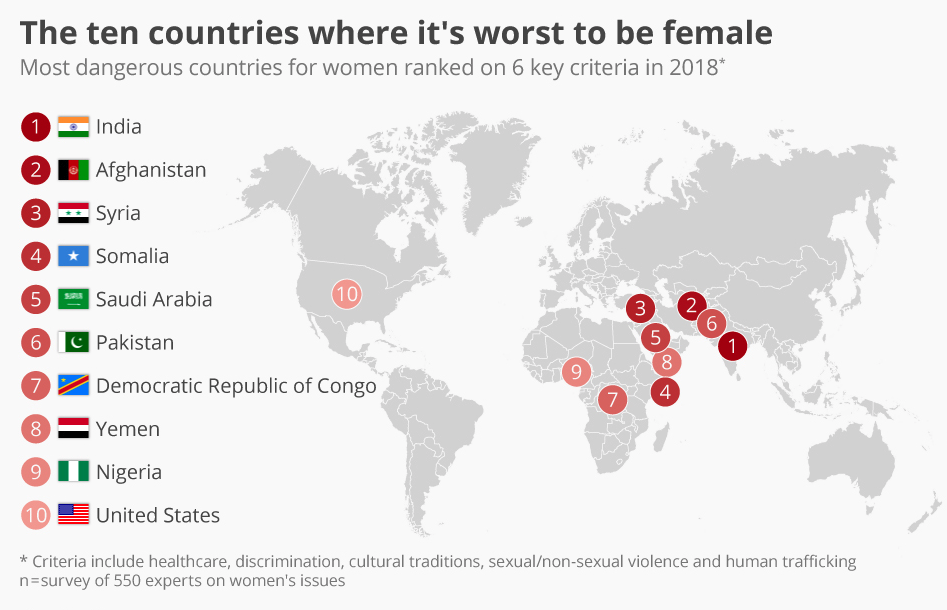 The ten countries where it's worst to be female
Most dangerous countries for women ranked on 6 key criteria in 2018*
1 India
2 Afghanistan
3 Syria
4 Somalia
5 Saudi Arabia
6 Pakistan
7 Democratic Republic of Congo
8 Yemen
9 Nigeria
10 United States
10
3
2
6
5
1
8
9
4
7
* Criteria include healthcare, discrimination, cultural traditions, sexual/non-sexual violence and human trafficking
n=survey of 550 experts on women's issues